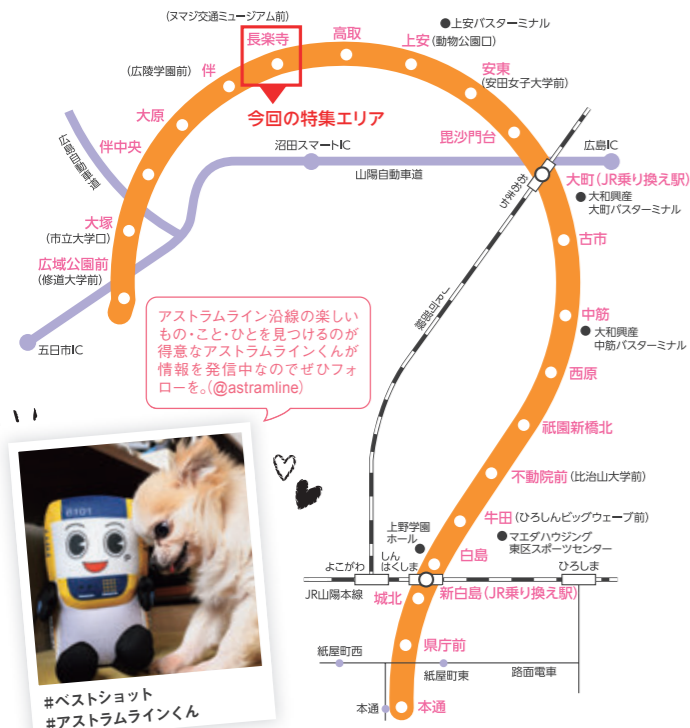 (ヌマジ交通ミュージアム前)
長楽寺
高取
上安(動物公園口)
●上安バスターミナル
安東
(安田女子大学前)
毘沙門台
(広陵学園前)伴
大原
伴中央
大塚
(市立大学口)
広域公園前
(修道大学前)
今回の特集エリア
広島自動車道
沼田スマートIC
山陽自動車道
広島IC
五日市IC
おおまち
大町(JR乗り換え駅)
●大和興産
大町バスターミナル
古市
中筋
●大和興産
中筋バスターミナル
西原
祇園新橋北
不動院前(比治山大学前)
牛田(ひろしんビッグウェーブ前)
●マエダハウジング
東区スポーツセンター
JR可部線
上野学園
ホール
白島
よこがわ
しん
はくしま
ひろしま
JR山陽本線
城北
新白島(JR乗り換え駅)
県庁前
紙屋町西
紙屋町東
路面電車
本通
本通
アストラムライン沿線の楽しい
もの・こと・ひとを見つけるのが
得意なアストラムラインくんが
情報を発信中なのでぜひフォ
ローを。(@astramline)
6101
#ベストショット
#アストラムラインくん